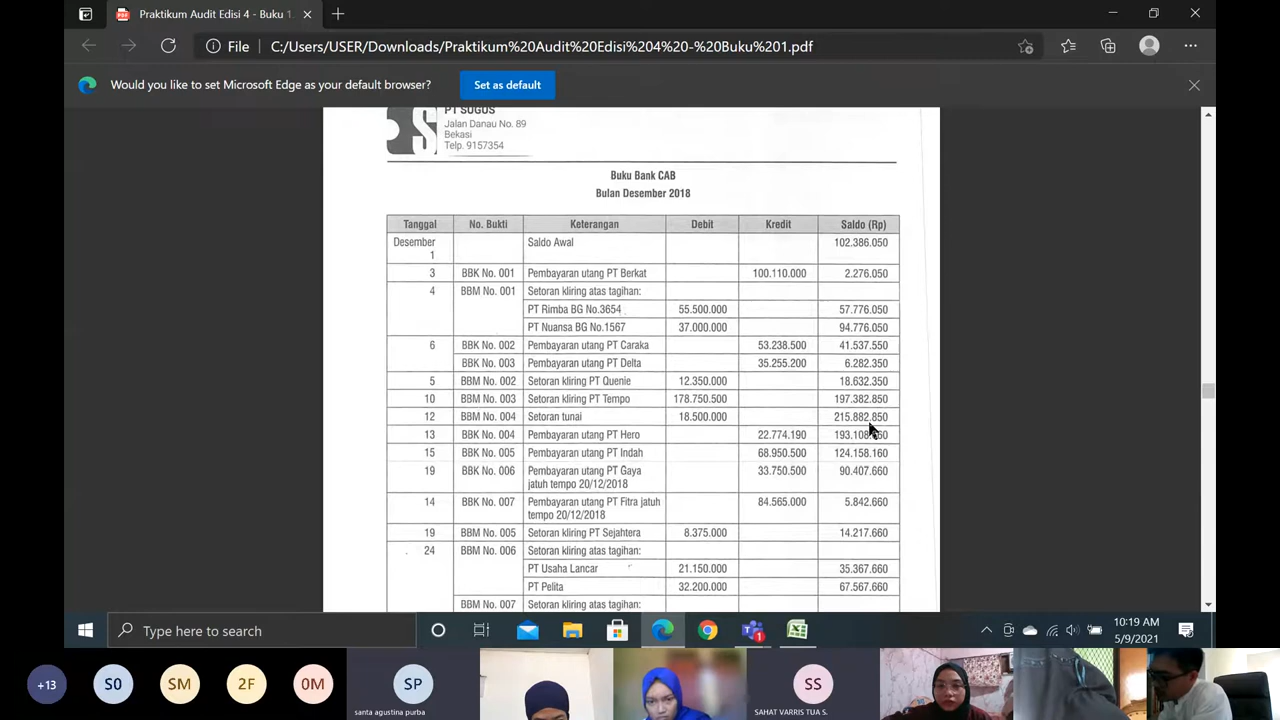 Praktikum Audit Edisi 4 - Buku 1.
File C:/Users/USER/Downloads/Praktikum%20Audit%20Edisi%204%20-%20Buku%201.pdf
Would you like to set Microsoft Edge as your default browser? Set as default
PT SUGUS
Jalan Danau No. 89
Bekasi
Telp. 9157354
Buku Bank CAB
Bulan Desember 2018
Tanggal No. Bukti Keterangan Debit Kredit Saldo (Rp)
Desember Saldo Awal 102.386.050
1
3 BBK No. 001 Pembayaran utang PT Berkat 100.110.000 2.276.050
4 BBM No. 001 Setoran kliring atas tagihan:
PT Rimba BG No.3654 55.500.000 57.776.050
PT Nuansa BG No.1567 37.000.000 94.776.050
6 BBK No. 002 Pembayaran utang PT Caraka 53.238.500 41.537.550
BBK No. 003 Pembayaran utang PT Delta 35.255.200 6.282.350
5 BBM No. 002 Setoran kliring PT Quenie 12.350.000 18.632.350
10 BBM No. 003 Setoran kliring PT Tempo 178.750.500 197.382.850
12 BBM No. 004 Setoran tunai 18.500.000 215.882.850
13 BBK No. 004 Pembayaran utang PT Hero 22.774.190
15 BBK No. 005 Pembayaran utang PT Indah 68.950.500 124.158.160
19 BBK No. 006 Pembayaran utang PT Gaya 33.750.500 90.407.660
jatuh tempo 20/12/2018
14 BBK No. 007 Pembayaran utang PT Fitra jatuh 84.565.000 5.842.660
tempo 20/12/2018
19 BBM No. 005 Setoran kliring PT Sejahtera 8.375.000 14.217.660
24 BBM No. 006 Setoran kliring atas tagihan:
PT Usaha Lancar 21.150.000 35.367.660
PT Pelita 32.200.000 67.567.660
BBM No. 007 Setoran kliring atas tagihan:
Type here to search
1
10:19 AM
5/9/2021
+13 S0 SM 2F 0M SP SS
santa agustina purba SAHAT VARRIS TUA S.